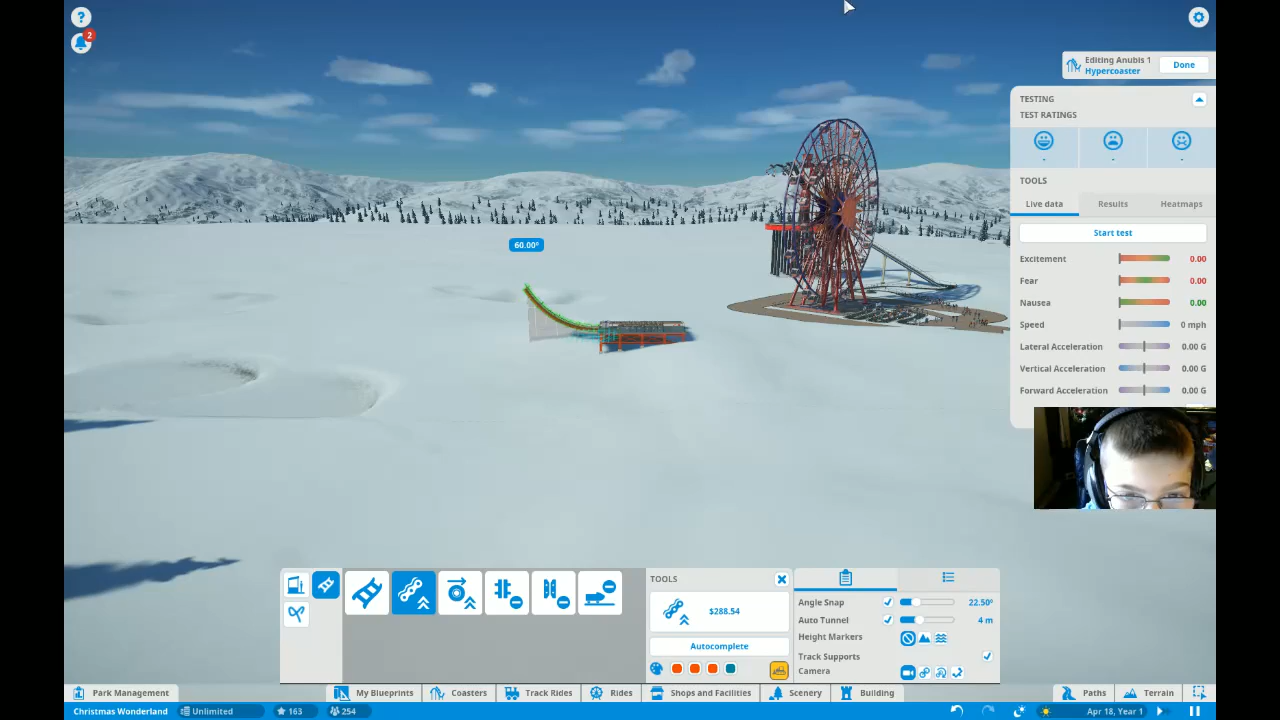 ?
2
Editing Anubis 1
Hypercoaster
Done
TESTING
TEST RATINGS
- - -
TOOLS
Live data Results Heatmaps
Start test
Excitement 0.00
Fear 0.00
Nausea 0.00
Speed 0 mph
Lateral Acceleration 0.00 G
Vertical Acceleration 0.00 G
Forward Acceleration 0.00 G
60.00°
TOOLS
$288.54
Autocomplete
Angle Snap 22.50°
Auto Tunnel 4 m
Height Markers
Track Supports
Camera
Park Management My Blueprints Coasters Track Rides Rides Shops and Facilities Scenery Building Paths Terrain
Christmas Wonderland Unlimited 163 254 Apr 18, Year 1